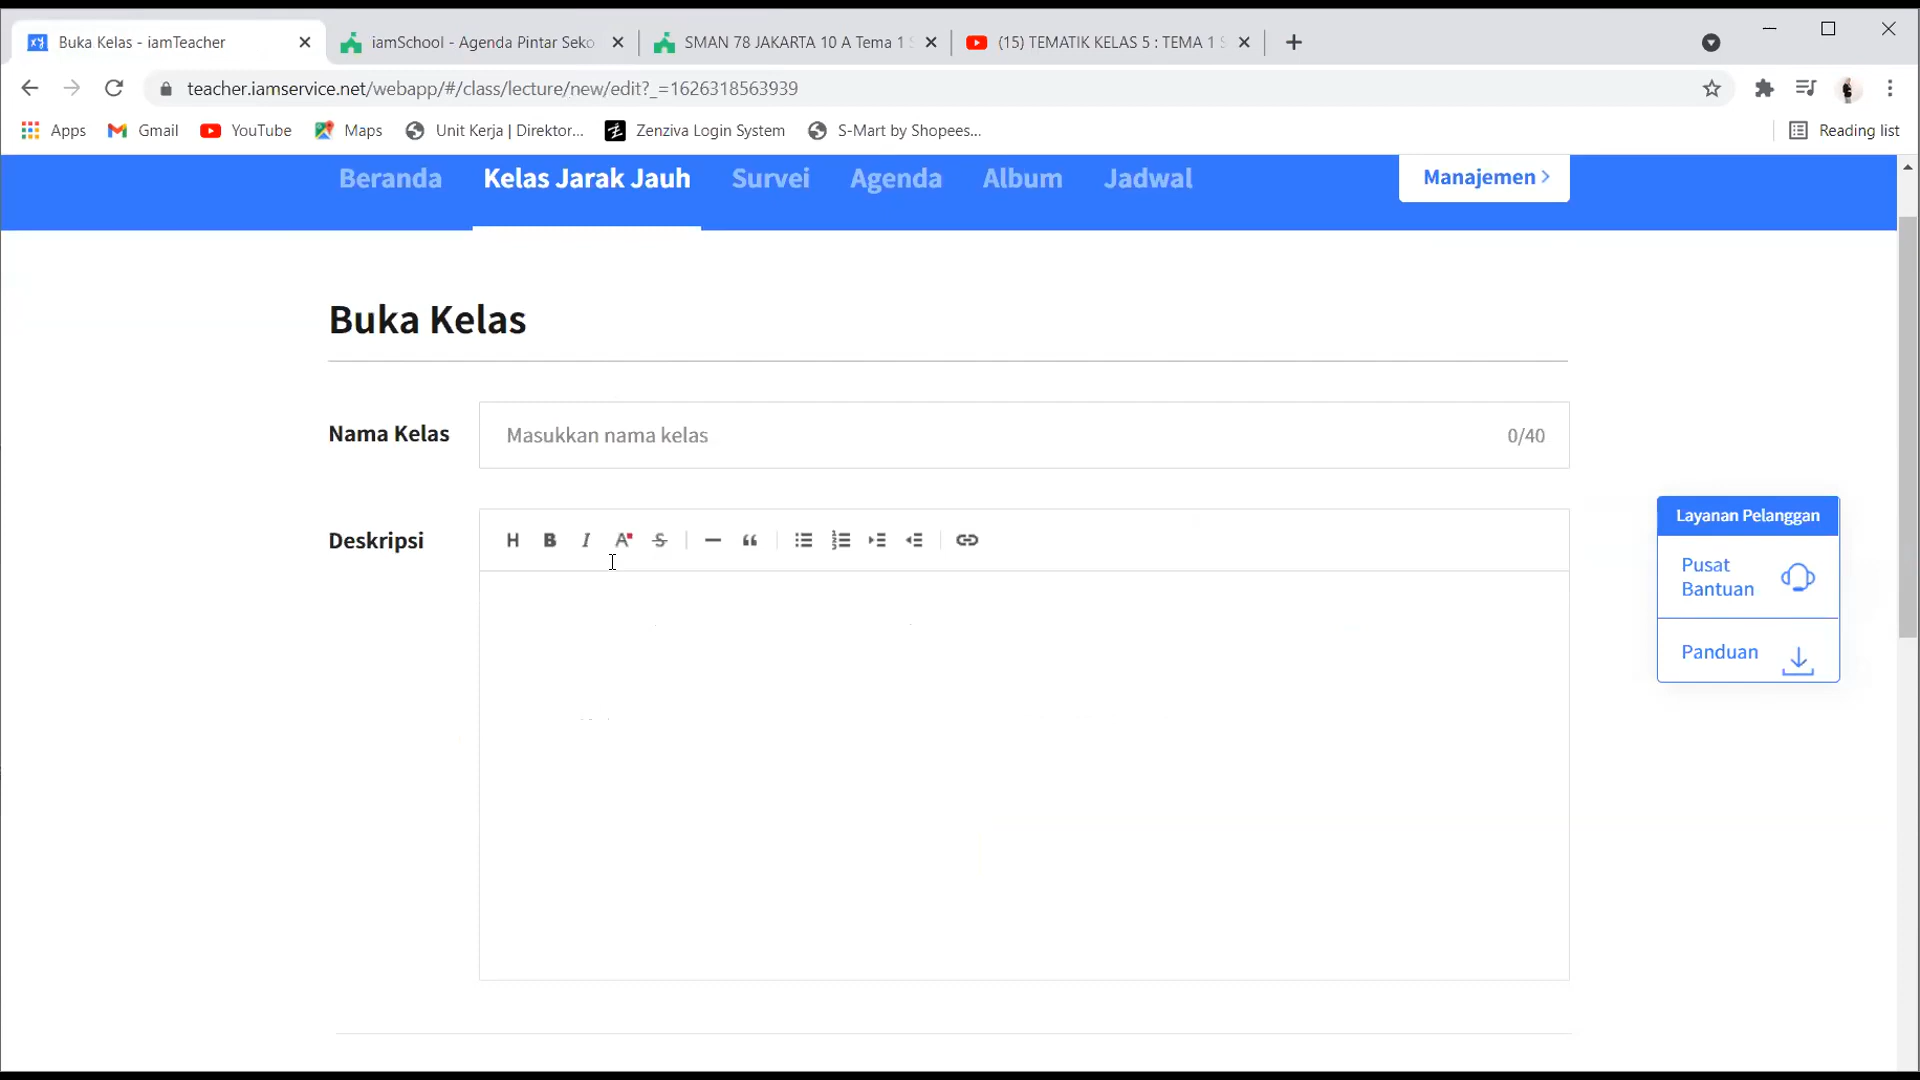 Buka Kelas - iamTeacher
iamSchool - Agenda Pintar Seko
SMAN 78 JAKARTA 10 A Tema 1 S
(15) TEMATIK KELAS 5 : TEMA 1 S
teacher.iamservice.net/webapp/#/class/lecture/new/edit?_=1626318563939
Apps Gmail YouTube Maps Unit Kerja | Direktor... Zenziva Login System S-Mart by Shopees... Reading list
Beranda Kelas Jarak Jauh Survei Agenda Album Jadwal Manajemen >
Buka Kelas
Nama Kelas Masukkan nama kelas 0/40
Deskripsi H B I A S
Layanan Pelanggan
Pusat
Bantuan
Panduan